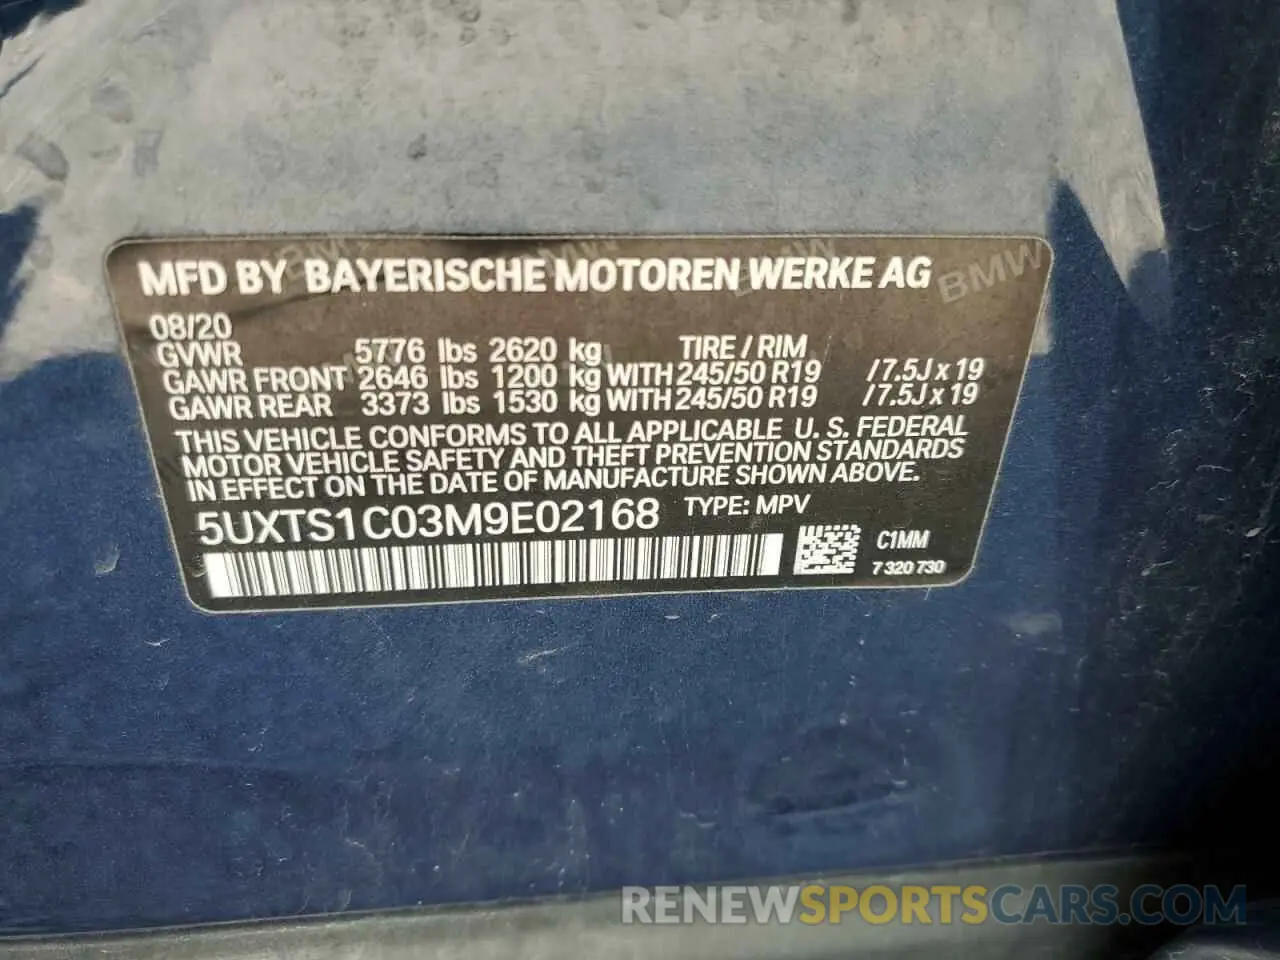 MFD BY BAYERISCHE MOTOREN WERKE AG
08/20
GVWR 5776 lbs 2620 kg TIRE / RIM
GAWR FRONT 2646 lbs 1200 kg WITH 245/50 R19 / 7.5J x 19
GAWR REAR 3373 lbs 1530 kg WITH 245/50 R19 / 7.5J x 19
THIS VEHICLE CONFORMS TO ALL APPLICABLE U. S. FEDERAL
MOTOR VEHICLE SAFETY AND THEFT PREVENTION STANDARDS
IN EFFECT ON THE DATE OF MANUFACTURE SHOWN ABOVE.
5UXTS1C03M9E02168 TYPE: MPV
C1MM
7 320 730
BMW BMW BMW BMW
RENEWSPORTSCARS.COM